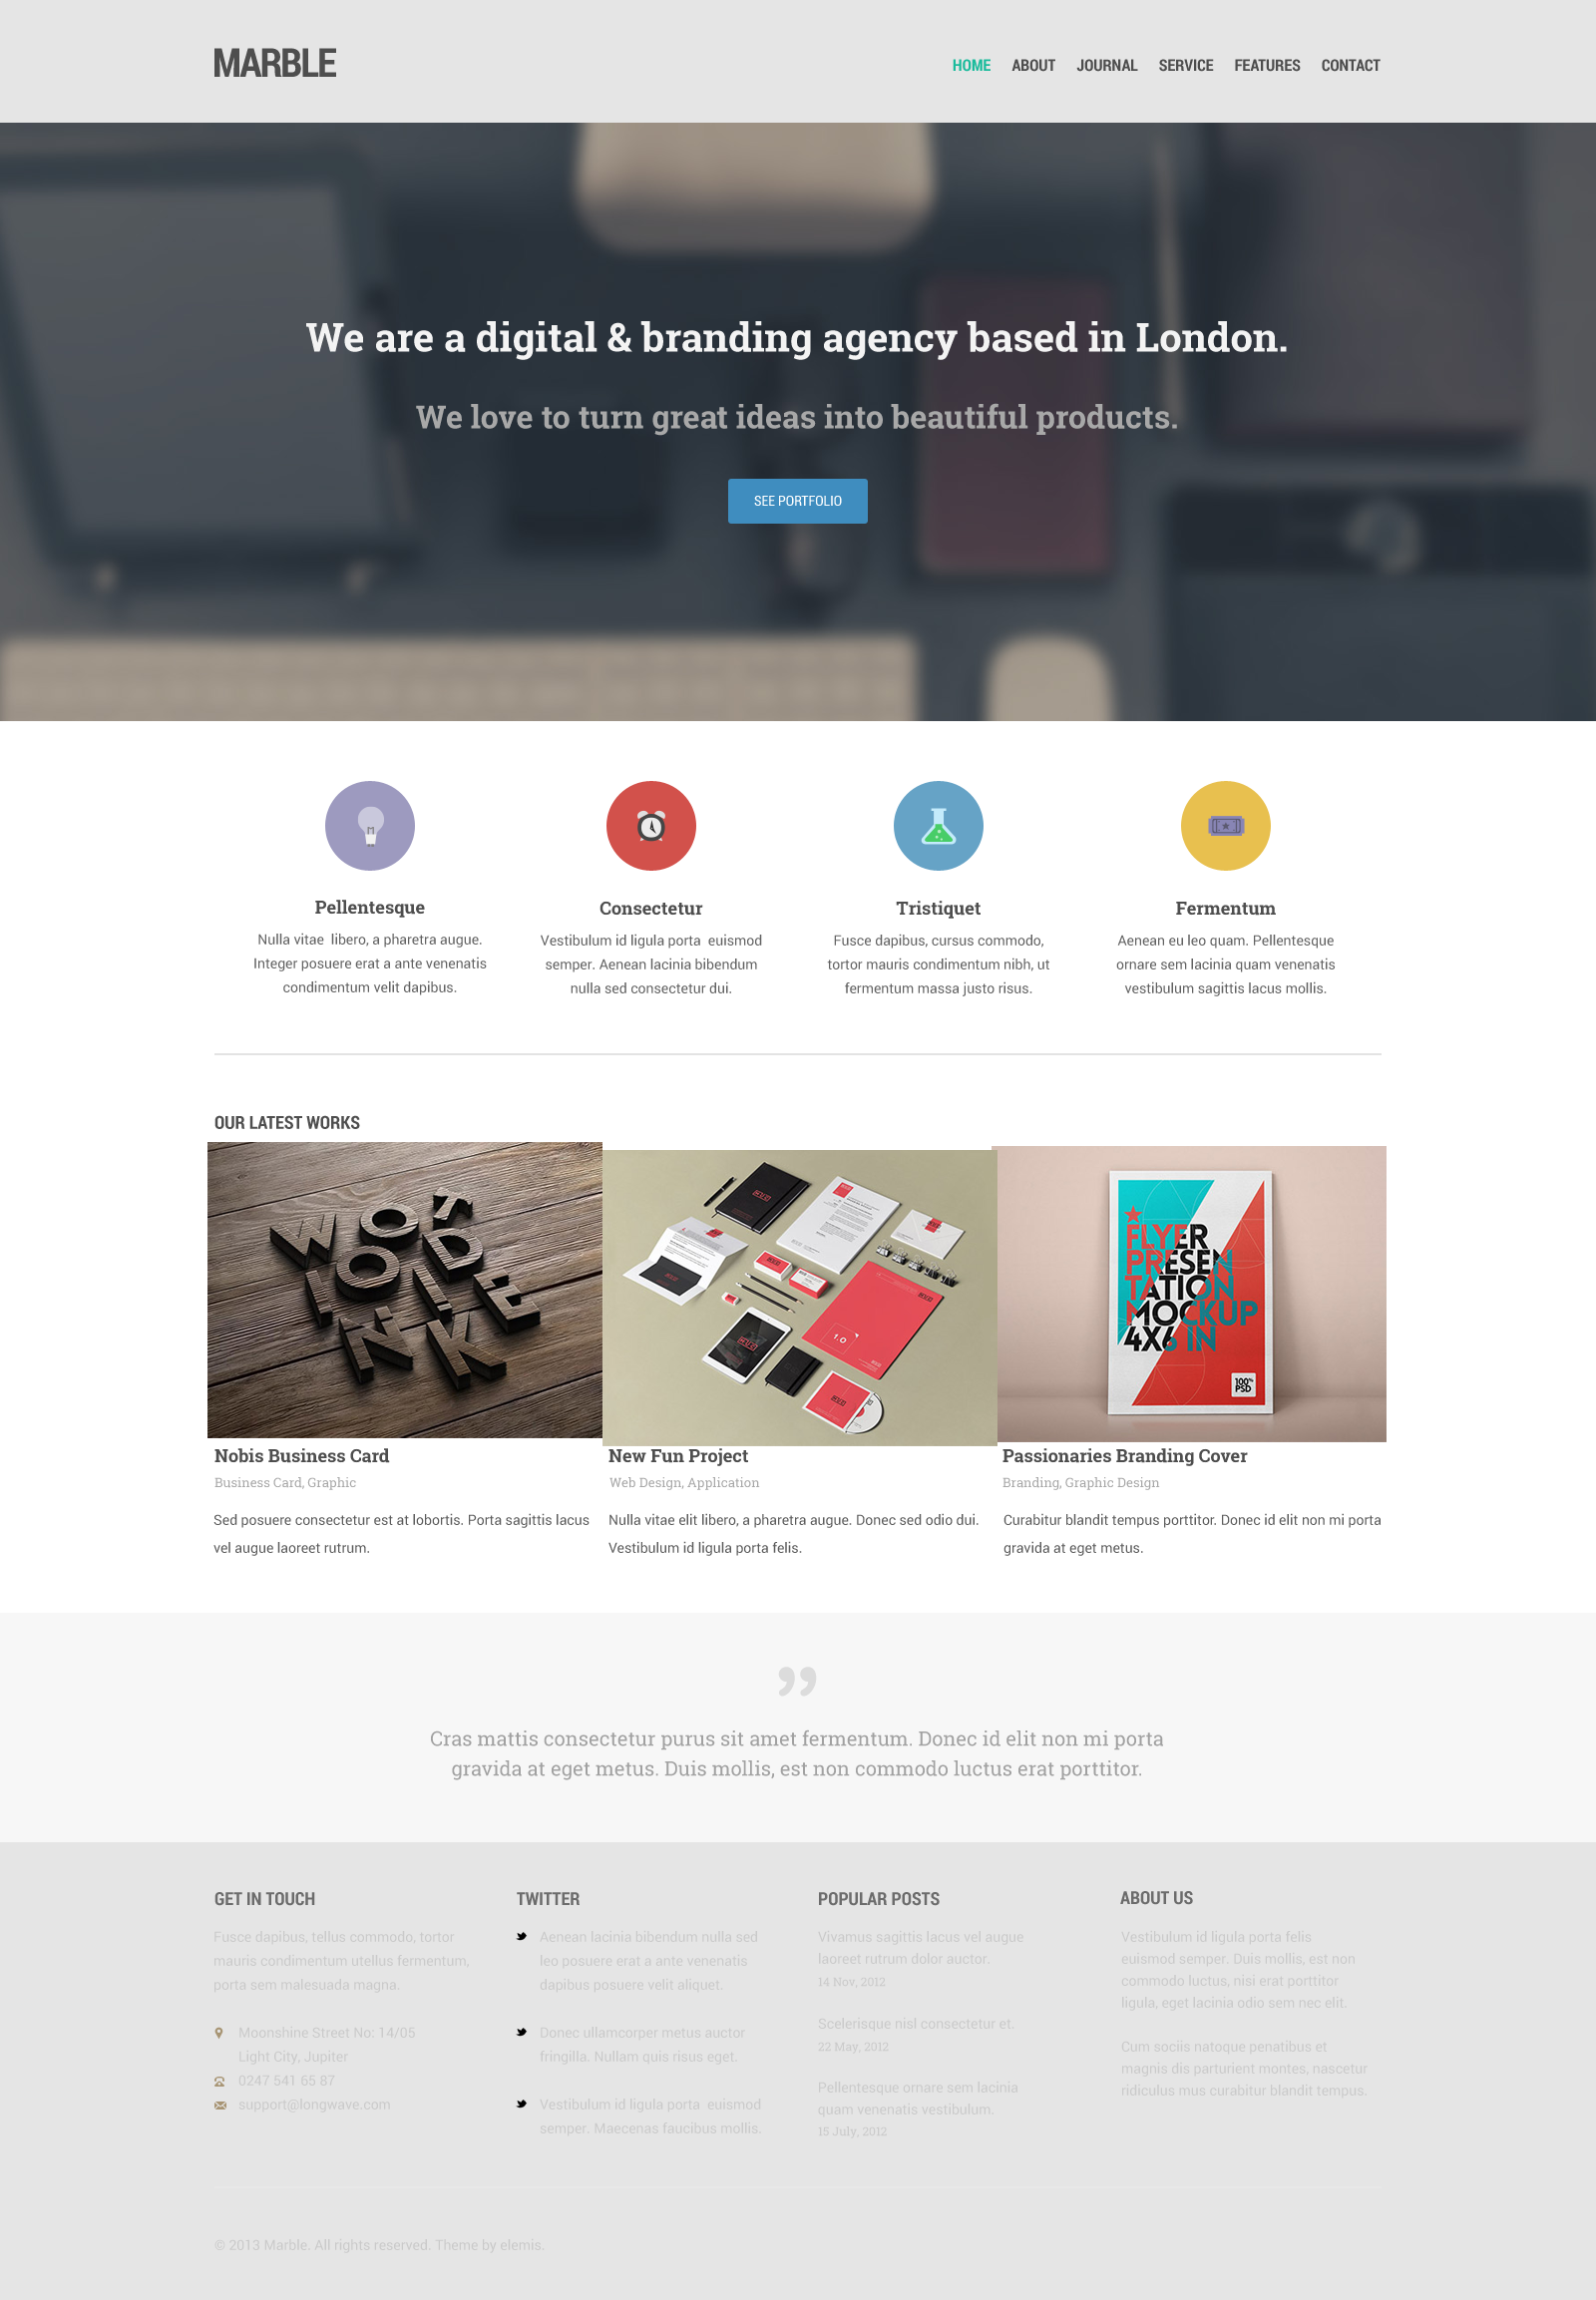 MARBLE
HOME ABOUT JOURNAL SERVICE FEATURES CONTACT
We are a digital & branding agency based in London.
We love to turn great ideas into beautiful products.
SEE PORTFOLIO
Pellentesque
Nulla vitae libero, a pharetra augue.
Integer posuere erat a ante venenatis
condimentum velit dapibus.
Consectetur
Vestibulum id ligula porta euismod
semper. Aenean lacinia bibendum
nulla sed consectetur dui.
Tristiquet
Fusce dapibus, cursus commodo,
tortor mauris condimentum nibh, ut
fermentum massa justo risus.
Fermentum
Aenean eu leo quam. Pellentesque
ornare sem lacinia quam venenatis
vestibulum sagittis lacus mollis.
OUR LATEST WORKS
WO
OD
INE
NK
1.0
FLYER
PRESEN
TATION
MOCKUP
4X6 IN
100%
PSD
Nobis Business Card
Business Card, Graphic
Sed posuere consectetur est at lobortis. Porta sagittis lacus
vel augue laoreet rutrum.
New Fun Project
Web Design, Application
Nulla vitae elit libero, a pharetra augue. Donec sed odio dui.
Vestibulum id ligula porta felis.
Passionaries Branding Cover
Branding, Graphic Design
Curabitur blandit tempus porttitor. Donec id elit non mi porta
gravida at eget metus.
”
Cras mattis consectetur purus sit amet fermentum. Donec id elit non mi porta
gravida at eget metus. Duis mollis, est non commodo luctus erat porttitor.
GET IN TOUCH
Fusce dapibus, tellus commodo, tortor
mauris condimentum utellus fermentum,
porta sem malesuada magna.
Moonshine Street No: 14/05
Light City, Jupiter
0247 541 65 87
support@longwave.com
TWITTER
Aenean lacinia bibendum nulla sed
leo posuere erat a ante venenatis
dapibus posuere velit aliquet.
Donec ullamcorper metus auctor
fringilla. Nullam quis risus eget.
Vestibulum id ligula porta euismod
semper. Maecenas faucibus mollis.
POPULAR POSTS
Vivamus sagittis lacus vel augue
laoreet rutrum dolor auctor.
14 Nov, 2012
Scelerisque nisl consectetur et.
22 May, 2012
Pellentesque ornare sem lacinia
quam venenatis vestibulum.
15 July, 2012
ABOUT US
Vestibulum id ligula porta felis
euismod semper. Duis mollis, est non
commodo luctus, nisi erat porttitor
ligula, eget lacinia odio sem nec elit.
Cum sociis natoque penatibus et
magnis dis parturient montes, nascetur
ridiculus mus curabitur blandit tempus.
© 2013 Marble. All rights reserved. Theme by elemis.